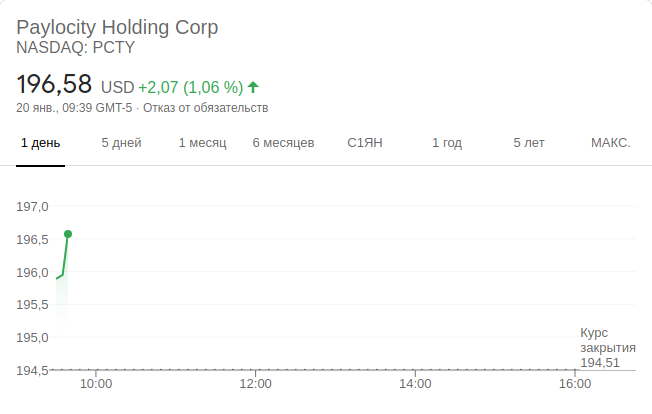 Paylocity Holding Corp
NASDAQ: PCTY
196,58 USD +2,07 (1,06 %)
20 янв., 09:39 GMT-5 · Отказ от обязательств
1 день 5 дней 1 месяц 6 месяцев С1ЯН 1 год 5 лет МАКС.
197,0
196,5
196,0
195,5
195,0
194,5
Курс
закрытия
194,51
10:00 12:00 14:00 16:00